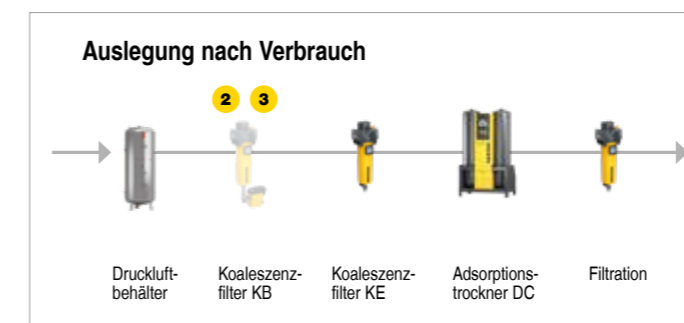 Auslegung nach Verbrauch
2 3
Druckluft-
behälter
Koaleszenz-
filter KB
Koaleszenz-
filter KE
Adsorptions-
trockner DC
Filtration